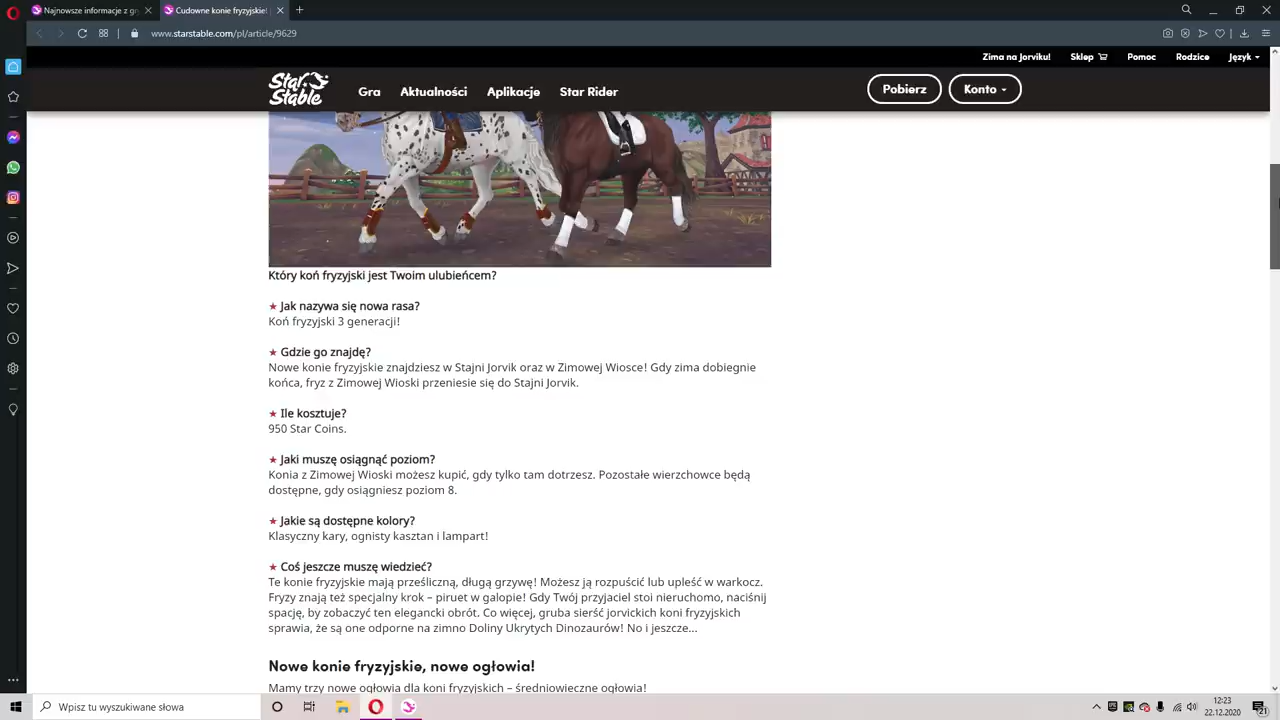 Najnowsze informacje z gr
Cudowne konie fryzyjskie |
www.starstable.com/pl/article/9629
Zima na Jorviku!
Sklep
Pomoc
Rodzice
Język
Star Stable
Gra
Aktualności
Aplikacje
Star Rider
Pobierz
Konto
Który koń fryzyjski jest Twoim ulubieńcem?
★ Jak nazywa się nowa rasa?
Koń fryzyjski 3 generacji!
★ Gdzie go znajdę?
Nowe konie fryzyjskie znajdziesz w Stajni Jorvik oraz w Zimowej Wiosce! Gdy zima dobiegnie
końca, fryz z Zimowej Wioski przeniesie się do Stajni Jorvik.
★ Ile kosztuje?
950 Star Coins.
★ Jaki muszę osiągnąć poziom?
Konia z Zimowej Wioski możesz kupić, gdy tylko tam dotrzesz. Pozostałe wierzchowce będą
dostępne, gdy osiągniesz poziom 8.
★ Jakie są dostępne kolory?
Klasyczny kary, ognisty kasztan i lampart!
★ Coś jeszcze muszę wiedzieć?
Te konie fryzyjskie mają prześliczną, długą grzywę! Możesz ją rozpuścić lub upleść w warkocz.
Fryzy znają też specjalny krok – piruet w galopie! Gdy Twój przyjaciel stoi nieruchomo, naciśnij
spację, by zobaczyć ten elegancki obrót. Co więcej, gruba sierść jorvickich koni fryzyjskich
sprawia, że są one odporne na zimno Doliny Ukrytych Dinozaurów! No i jeszcze...
Nowe konie fryzyjskie, nowe ogłowia!
Mamy trzy nowe ogłowia dla koni fryzyjskich – średniowieczne ogłowia!
Wpisz tu wyszukiwane słowa
12:23
22.12.2020
21